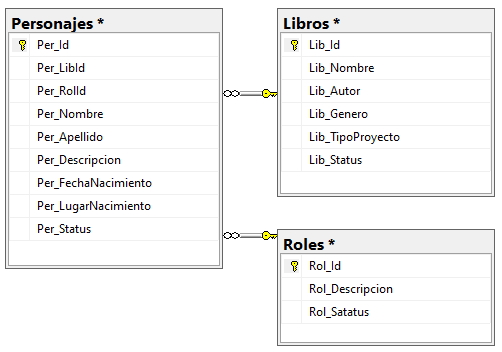 Personajes *
Per_Id
Per_LibId
Per_RolId
Per_Nombre
Per_Apellido
Per_Descripcion
Per_FechaNacimiento
Per_LugarNacimiento
Per_Status
Libros *
Lib_Id
Lib_Nombre
Lib_Autor
Lib_Genero
Lib_TipoProyecto
Lib_Status
Roles *
Rol_Id
Rol_Descripcion
Rol_Satatus